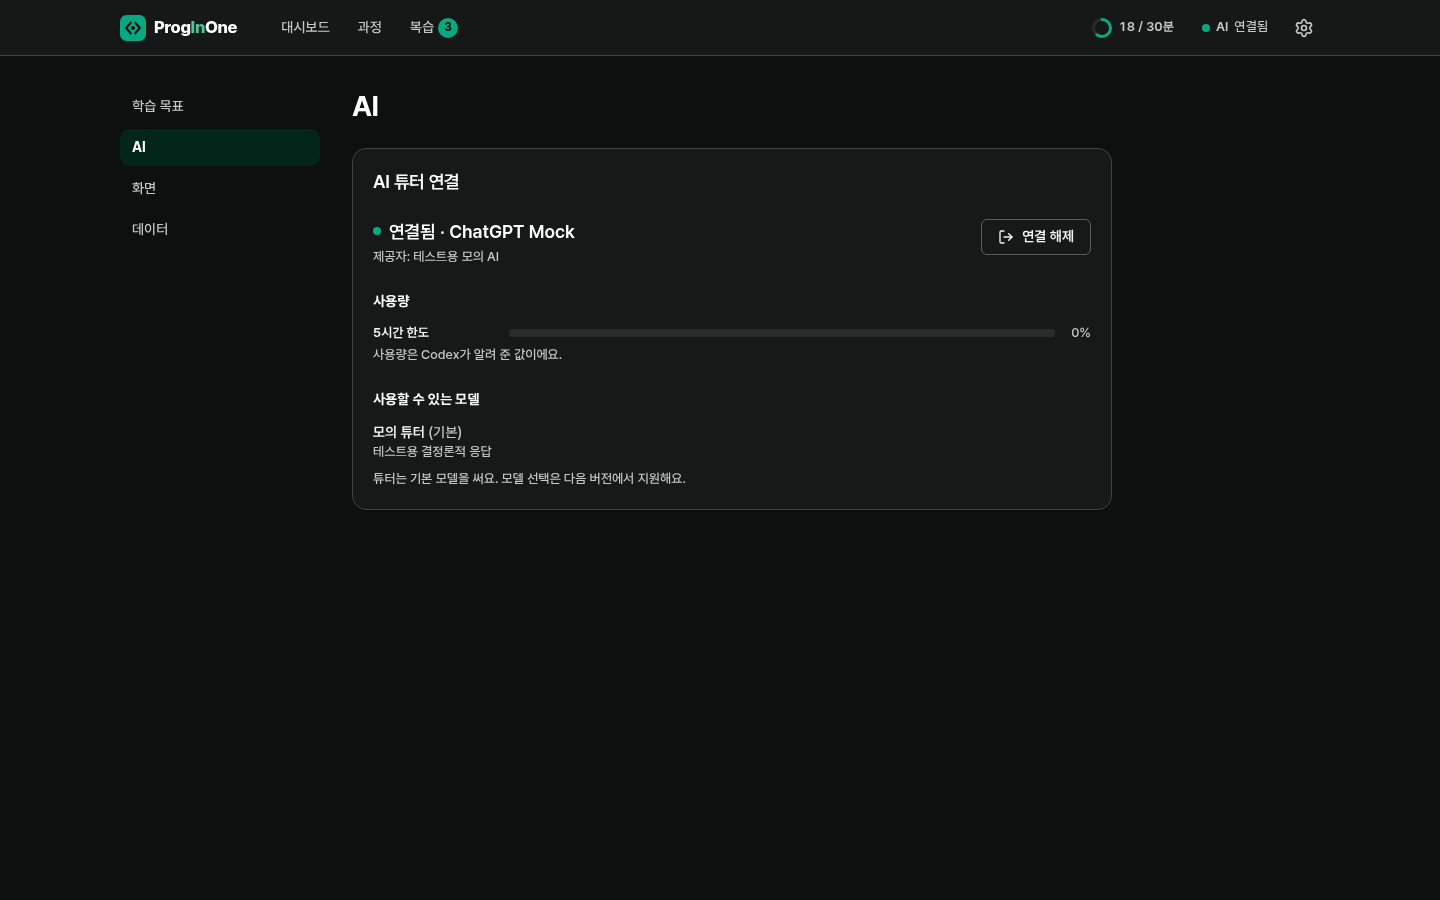 ProgInOne
대시보드
과정
복습 3
18 / 30분
AI 연결됨
학습 목표
AI
화면
데이터
AI
AI 튜터 연결
연결됨 · ChatGPT Mock
연결 해제
제공자: 테스트용 모의 AI
사용량
5시간 한도
0%
사용량은 Codex가 알려 준 값이에요.
사용할 수 있는 모델
모의 튜터 (기본)
테스트용 결정론적 응답
튜터는 기본 모델을 써요. 모델 선택은 다음 버전에서 지원해요.